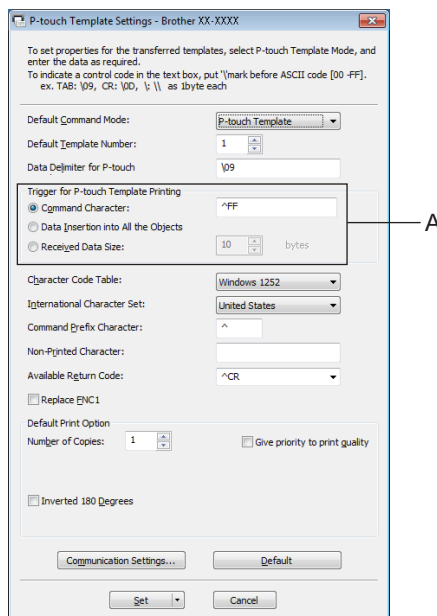 P-touch Template Settings - Brother XX-XXXX
To set properties for the transferred templates, select P-touch Template Mode, and
enter the data as required.
To indicate a control code in the text box, put '\'mark before ASCII code [00 -FF].
ex. TAB: \09, CR: \0D, \: \\ as 1byte
each
Default Command Mode: P-touch Template
Default Template Number: 1
Data Delimiter for P-touch \09
Trigger for P-touch Template Printing
Command Character: ^FF
A
Data Insertion into All the Objects
Received Data Size: 10 bytes
Character Code Table: Windows 1252
International Character Set: United States
Command Prefix Character: ^
Non-Printed Character:
Available Return Code: ^CR
Replace FNC1
Default Print Option
Number of Copies: 1 Give priority to print quality
Inverted 180 Degrees
Communication Settings... Default
Set Cancel